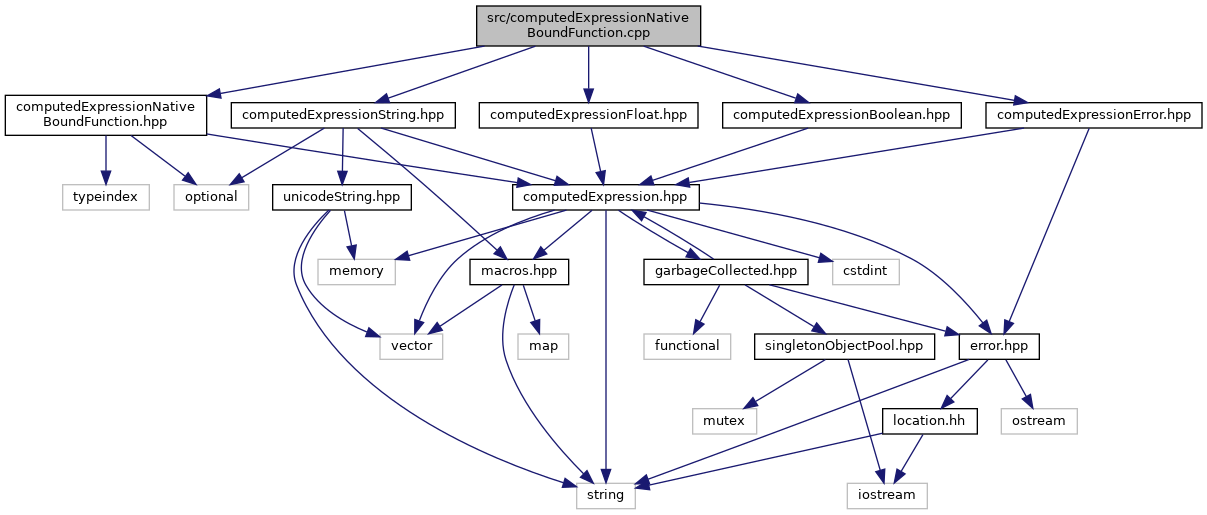 src/computedExpressionNative
BoundFunction.cpp
computedExpressionNative
BoundFunction.hpp
computedExpressionString.hpp
computedExpressionFloat.hpp
computedExpressionBoolean.hpp
computedExpressionError.hpp
typeindex
optional
unicodeString.hpp
computedExpression.hpp
memory
macros.hpp
garbageCollected.hpp
cstdint
vector
map
functional
singletonObjectPool.hpp
error.hpp
mutex
location.hh
ostream
string
iostream